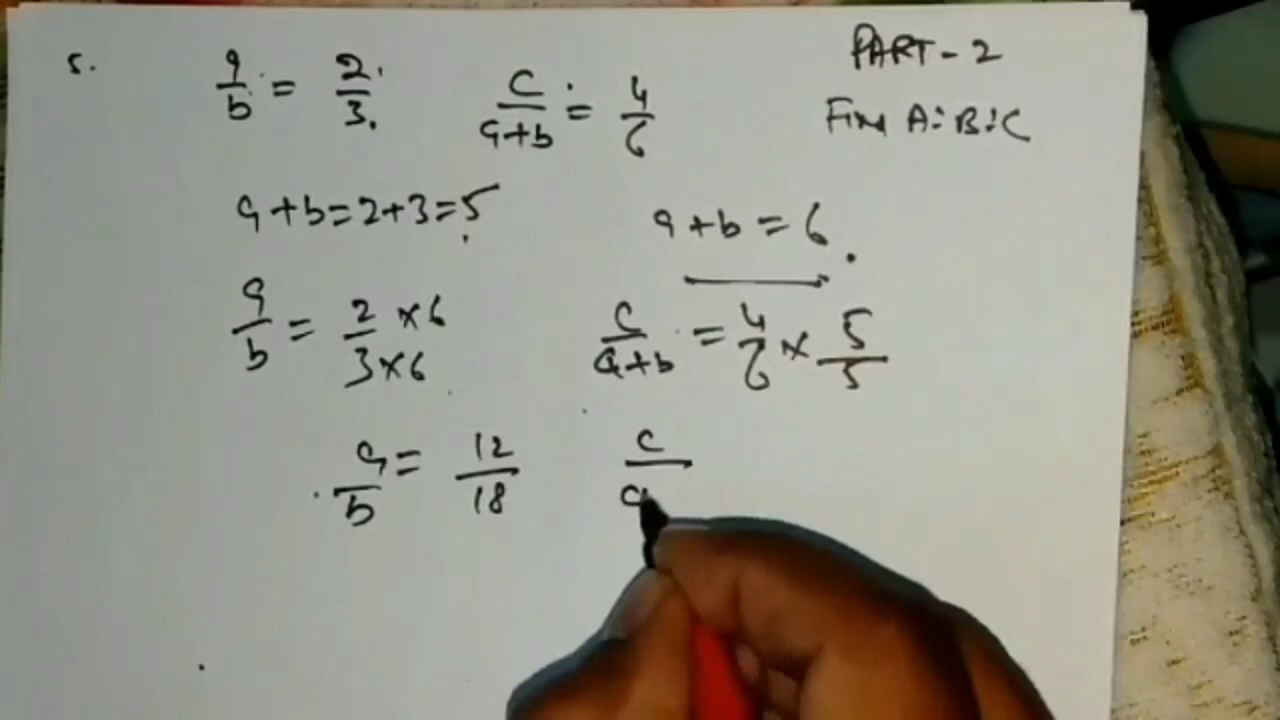 5. a/b = 2/3 c/a+b = 4/6 PART-2
Find A:B:C
a+b=2+3=5 a+b=6
a/b = 2×6/3×6 c/a+b = 4/6 × 5/5
a/b = 12/18 c/a